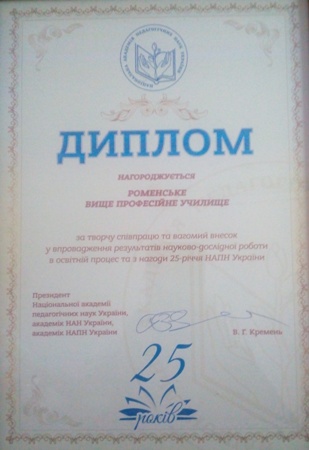 ДИПЛОМ
НАГОРОДЖУЄТЬСЯ
РОМЕНСЬКЕ
ВИЩЕ ПРОФЕСІЙНЕ УЧИЛИЩЕ
за творчу співпрацю та вагомий внесок
у впровадження результатів науково-дослідної роботи
в освітній процес та з нагоди 25-річчя НАПН України
Президент
Національної академії
педагогічних наук України,
академік НАН України,
академік НАПН України
В. Г. Кремень
25
років